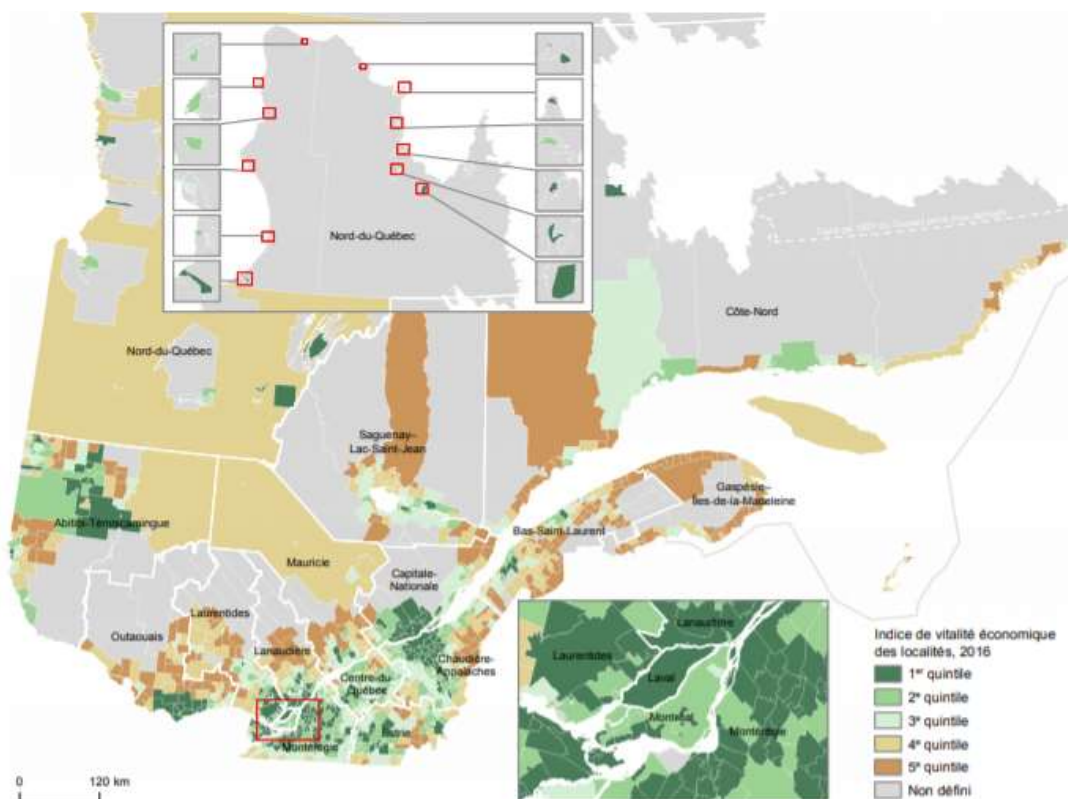 Nord-du-Québec
Côte-Nord
Nord-du-Québec
Saguenay–
Lac-Saint-Jean
Gaspésie–
Îles-de-la-Madeleine
Abitibi-Témiscamingue
Bas-Saint-Laurent
Mauricie
Capitale-
Nationale
Laurentides
Outaouais
Lanaudière
Chaudière-
Appalaches
Centre-du-
Québec
Estrie
Montérégie
Lanaudière
Laurentides
Laval
Montréal
Montérégie
Indice de vitalité économique
des localités, 2016
1er quintile
2e quintile
3e quintile
4e quintile
5e quintile
Non défini
0 120 km